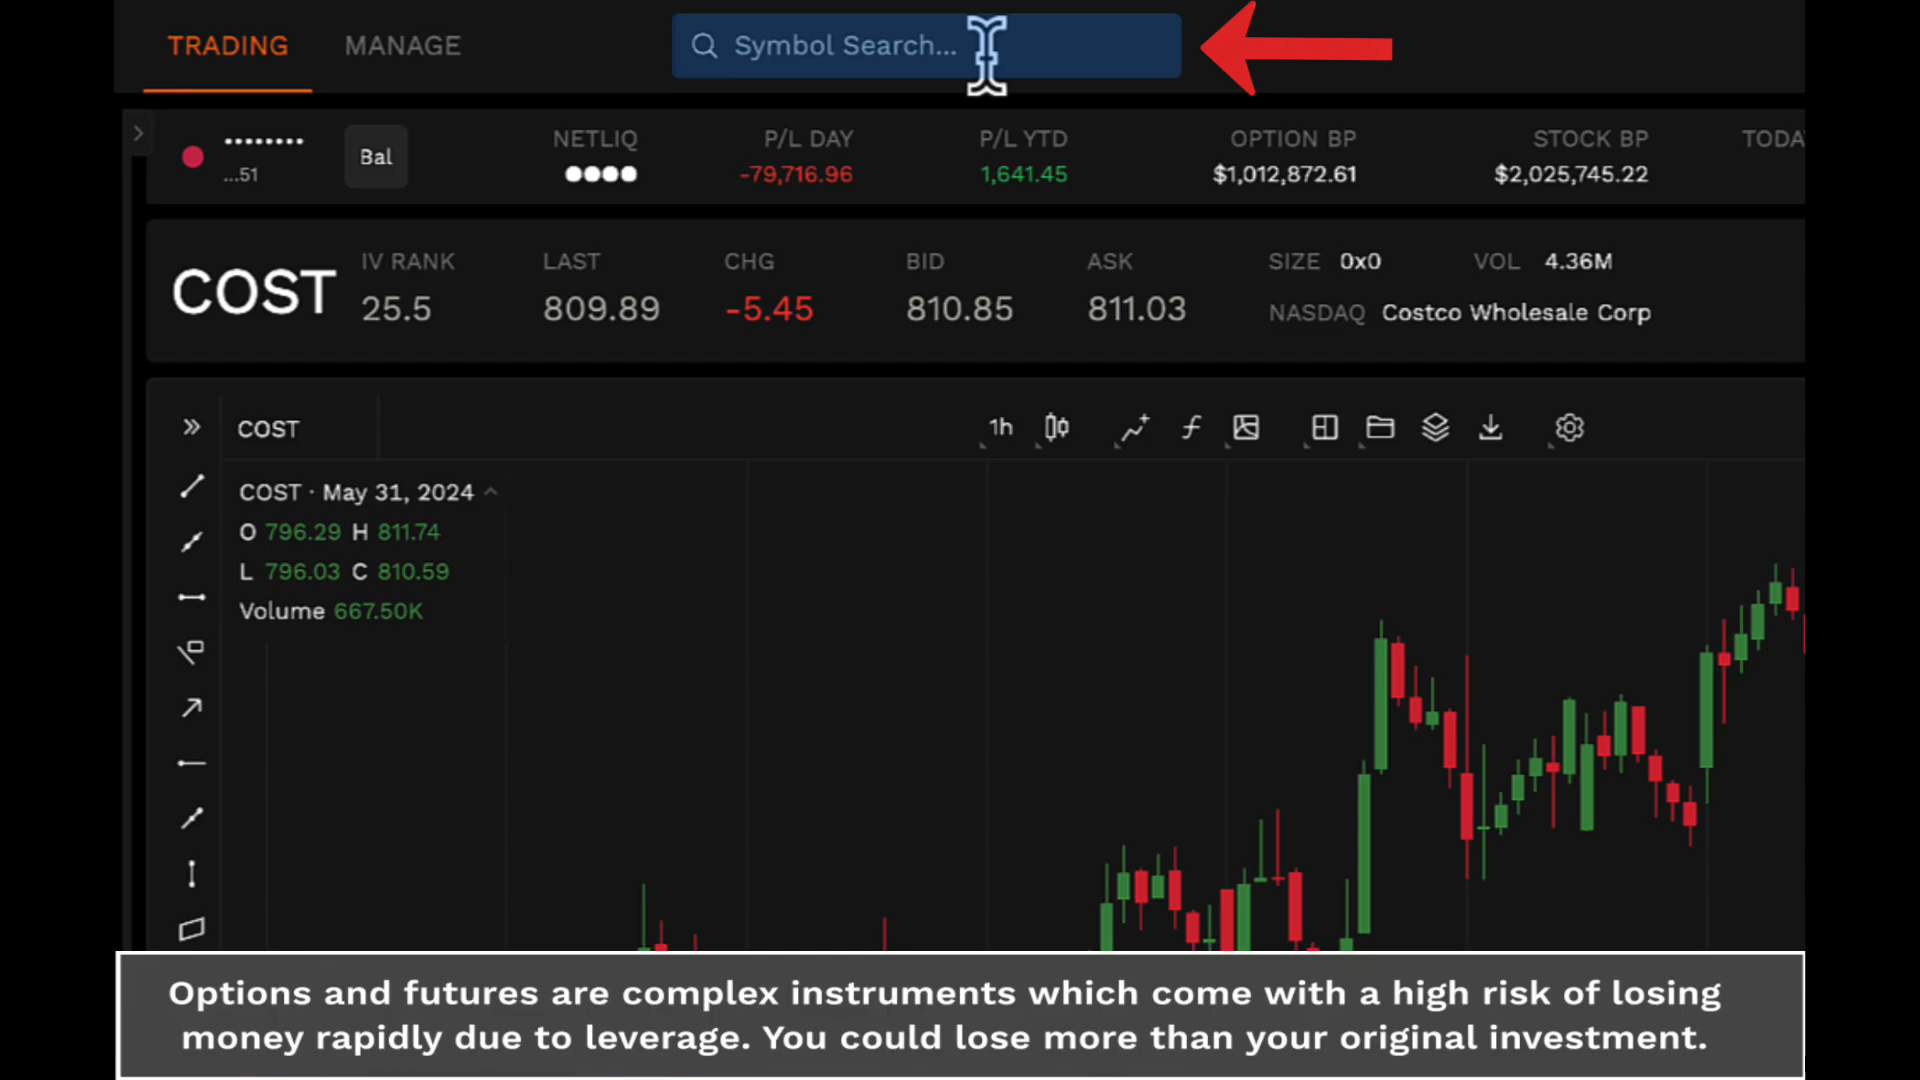 TRADING MANAGE Symbol Search...
........ Bal NETLIQ P/L DAY P/L YTD OPTION BP STOCK BP TODA
...51 ●●●● -79,716.96 1,641.45 $1,012,872.61 $2,025,745.22
COST IV RANK LAST CHG BID ASK SIZE 0x0 VOL 4.36M
25.5 809.89 -5.45 810.85 811.03 NASDAQ Costco Wholesale Corp
COST 1h
COST · May 31, 2024
O 796.29 H 811.74
L 796.03 C 810.59
Volume 667.50K
Options and futures are complex instruments which come with a high risk of losing
money rapidly due to leverage. You could lose more than your original investment.